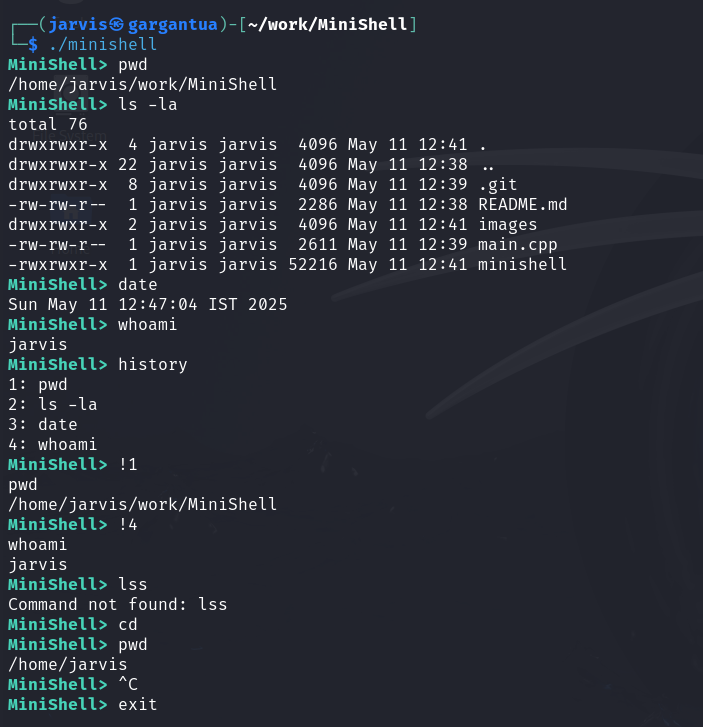 ┌──(jarvis㉿gargantua)-[~/work/MiniShell]
└─$ ./minishell
MiniShell> pwd
/home/jarvis/work/MiniShell
MiniShell> ls -la
total 76
drwxrwxr-x  4 jarvis jarvis  4096 May 11 12:41 .
drwxrwxr-x 22 jarvis jarvis  4096 May 11 12:38 ..
drwxrwxr-x  8 jarvis jarvis  4096 May 11 12:39 .git
-rw-rw-r--  1 jarvis jarvis  2286 May 11 12:38 README.md
drwxrwxr-x  2 jarvis jarvis  4096 May 11 12:41 images
-rw-rw-r--  1 jarvis jarvis  2611 May 11 12:39 main.cpp
-rwxrwxr-x  1 jarvis jarvis 52216 May 11 12:41 minishell
MiniShell> date
Sun May 11 12:47:04 IST 2025
MiniShell> whoami
jarvis
MiniShell> history
1: pwd
2: ls -la
3: date
4: whoami
MiniShell> !1
pwd
/home/jarvis/work/MiniShell
MiniShell> !4
whoami
jarvis
MiniShell> lss
Command not found: lss
MiniShell> cd
MiniShell> pwd
/home/jarvis
MiniShell> ^C
MiniShell> exit